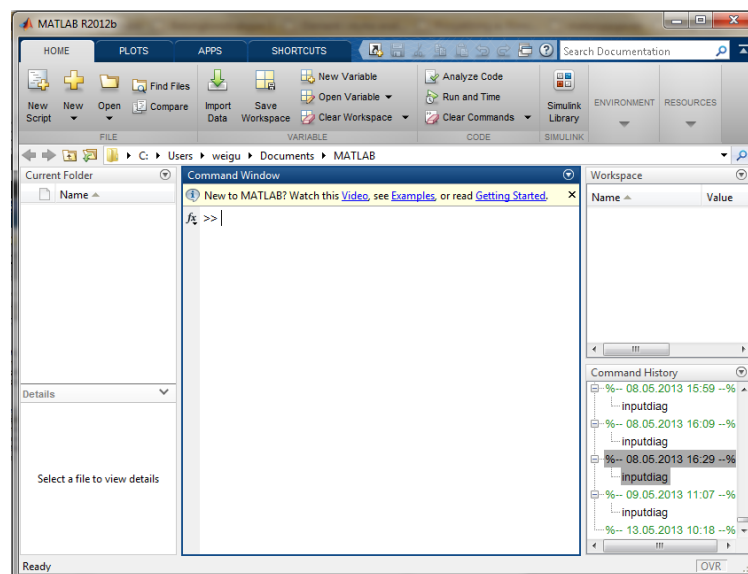 MATLAB R2012b
HOME PLOTS APPS SHORTCUTS Search Documentation
New Script
New
Open
Find Files
Compare
FILE
Import Data
Save Workspace
New Variable
Open Variable
Clear Workspace
VARIABLE
Analyze Code
Run and Time
Clear Commands
CODE
Simulink Library
SIMULINK
ENVIRONMENT
RESOURCES
C: Users weigu Documents MATLAB
Current Folder
Name
Details
Select a file to view details
Command Window
New to MATLAB? Watch this Video, see Examples, or read Getting Started.
fx >>
Workspace
Name Value
Command History
%-- 08.05.2013 15:59 --%
inputdiag
%-- 08.05.2013 16:09 --%
inputdiag
%-- 08.05.2013 16:29 --%
inputdiag
%-- 09.05.2013 11:07 --%
inputdiag
%-- 13.05.2013 10:18 --%
Ready
OVR